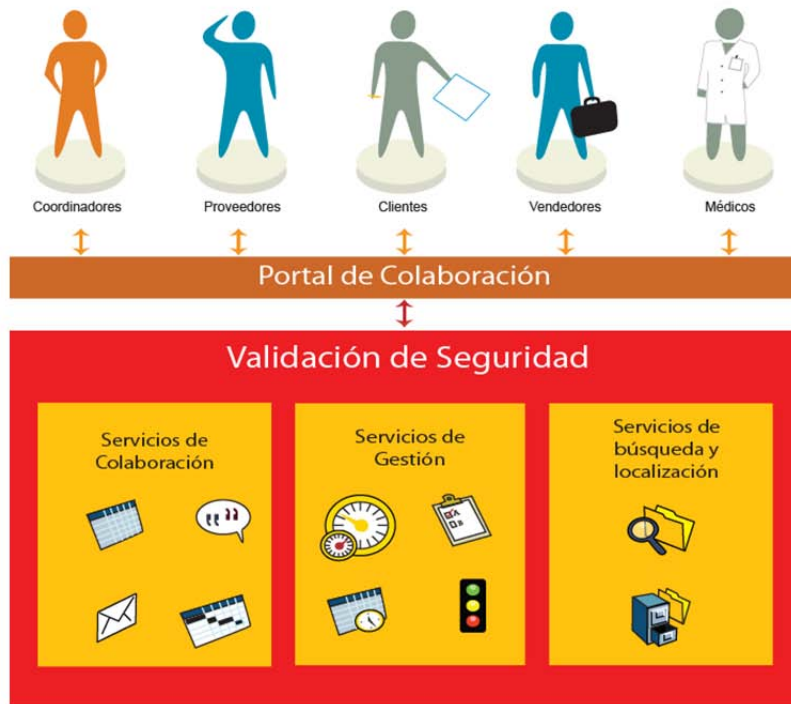 Coordinadores
Proveedores
Clientes
Vendedores
Médicos
Portal de Colaboración
Validación de Seguridad
Servicios de
Colaboración
Servicios de
Gestión
Servicios de
búsqueda y
localización